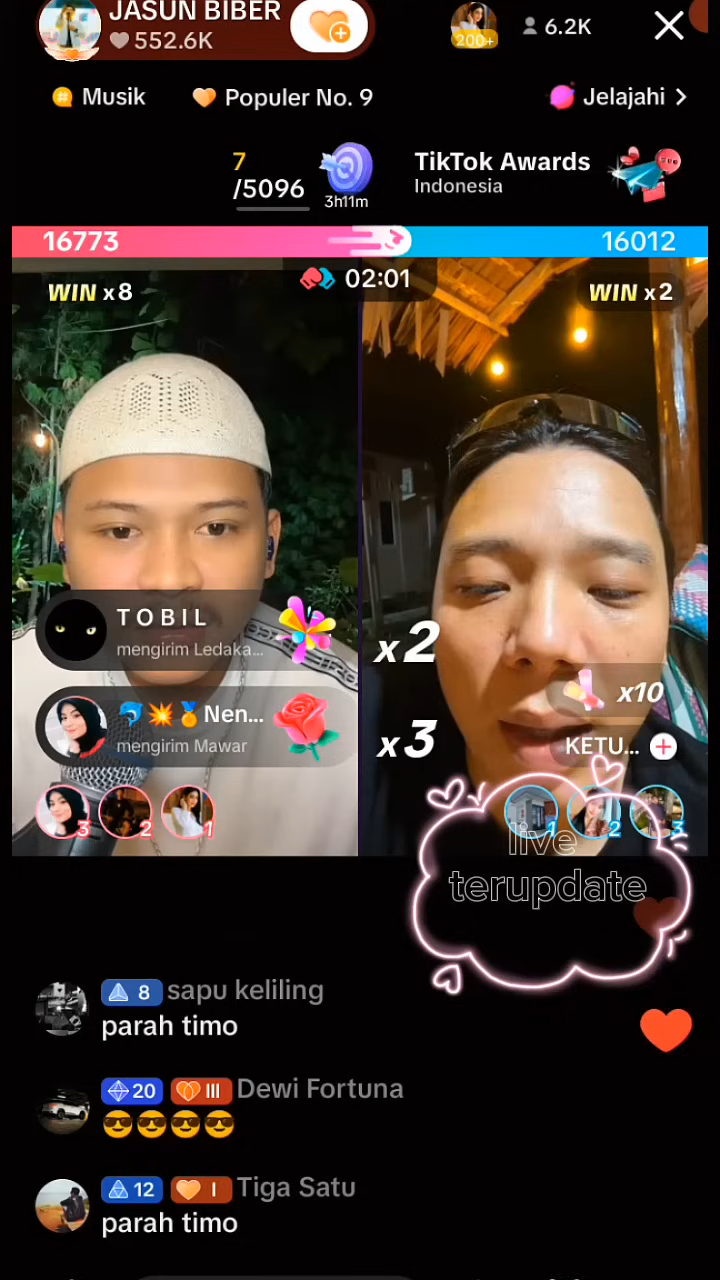 JASUN BIBER
552.6K
200+
6.2K
Musik
Populer No. 9
Jelajahi
7
/5096
3h11m
TikTok Awards
Indonesia
16773
16012
WIN x8
02:01
WIN x2
T O B I L
mengirim Ledaka...
x2
x10
Nen...
mengirim Mawar
x3
KETU...
3
2
1
1
2
3
live
terupdate
8 sapu keliling
parah timo
20 III Dewi Fortuna
12 I Tiga Satu
parah timo